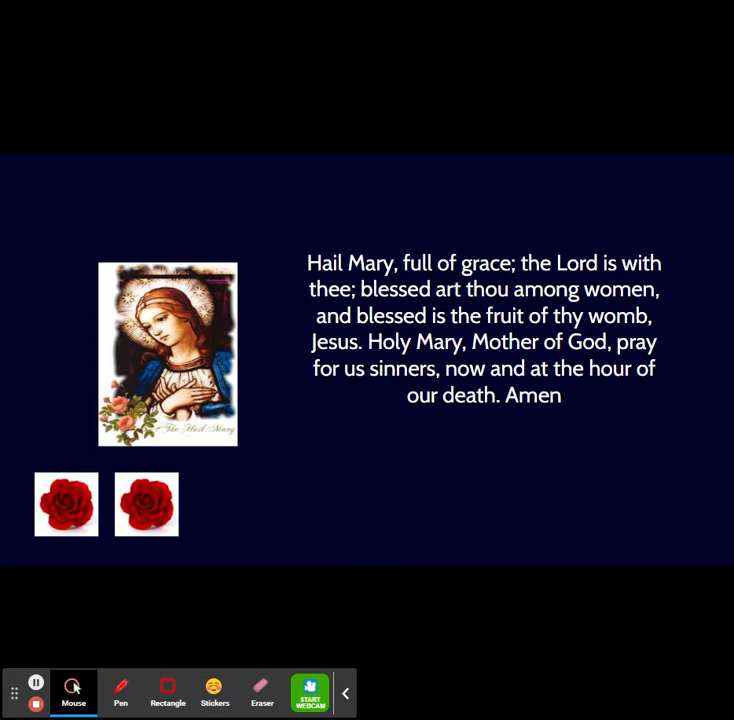 Hail Mary, full of grace; the Lord is with
thee; blessed art thou among women,
and blessed is the fruit of thy womb,
Jesus. Holy Mary, Mother of God, pray
for us sinners, now and at the hour of
our death. Amen
The Hail Mary
Mouse
Pen
Rectangle
Stickers
Eraser
START
WEBCAM